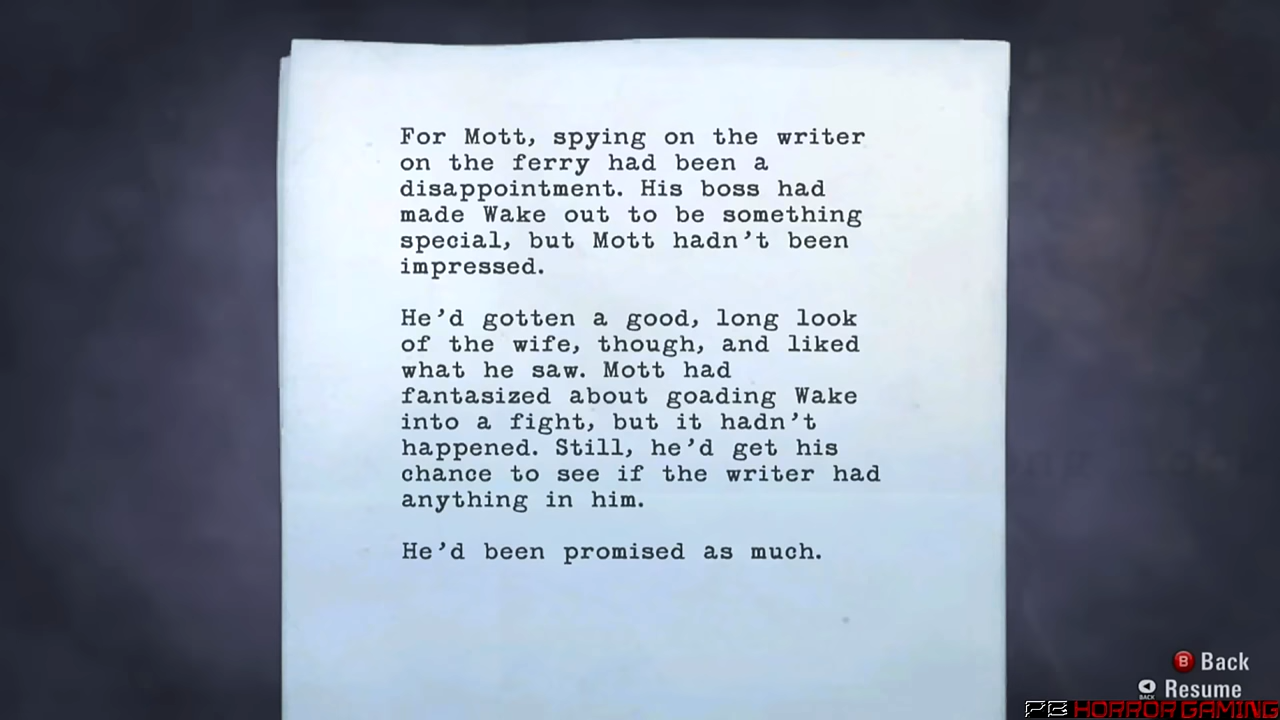 For Mott, spying on the writer
on the ferry had been a
disappointment. His boss had
made Wake out to be something
special, but Mott hadn't been
impressed.
He'd gotten a good, long look
of the wife, though, and liked
what he saw. Mott had
fantasized about goading Wake
into a fight, but it hadn't
happened. Still, he'd get his
chance to see if the writer had
anything in him.
He'd been promised as much.
B Back
BACK Resume
HORROR GAMING